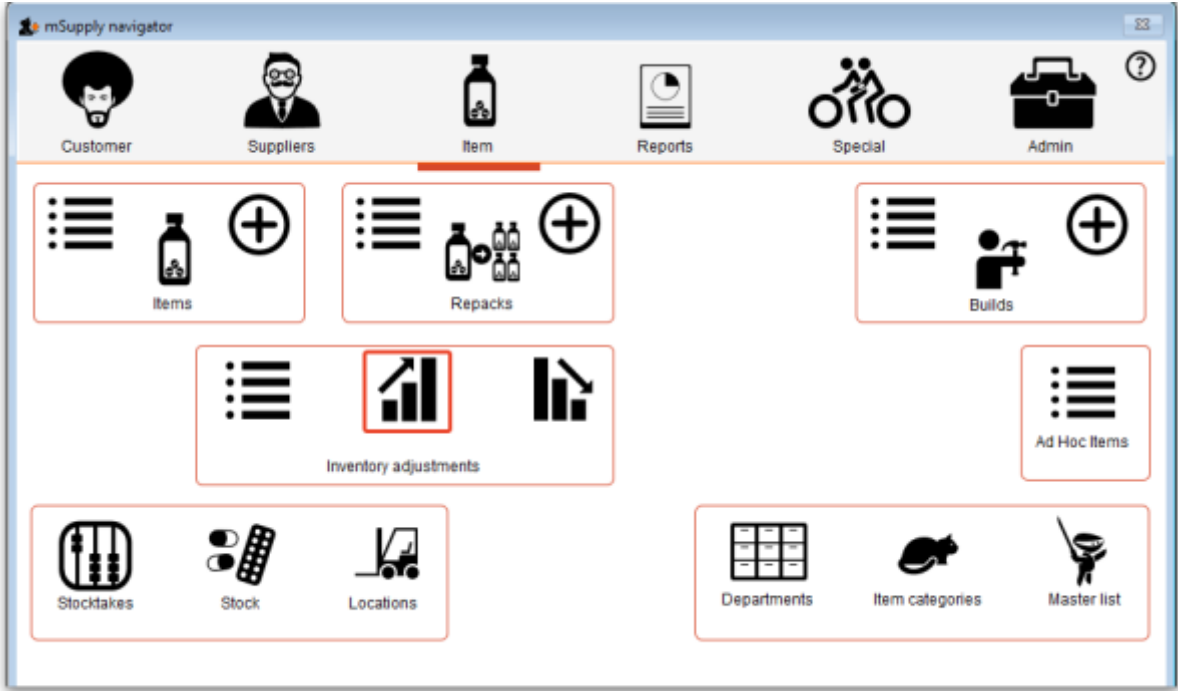 mSupply navigator
Customer
Suppliers
Item
Reports
Special
Admin
?
Items
Repacks
Builds
Inventory adjustments
Ad Hoc Items
Stocktakes
Stock
Locations
Departments
Item categories
Master list